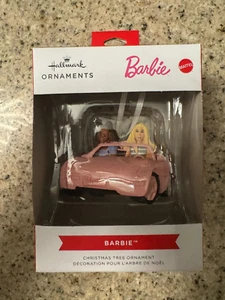 Hallmark
ORNAMENTS
Barbie
MATTEL
BARBIE™
CHRISTMAS TREE ORNAMENT
DÉCORATION POUR L'ARBRE DE NOËL